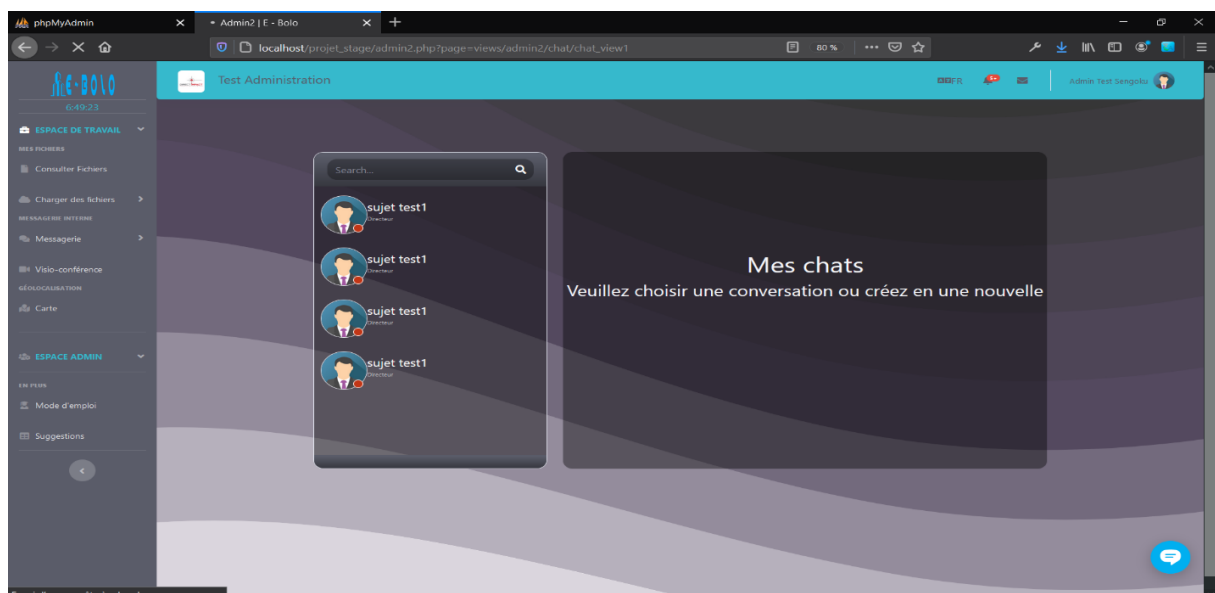 phpMyAdmin
Admin2 | E - Bolo
localhost/projet_stage/admin2.php?page=views/admin2/chat/chat_view1
80 %
E-BOLO
Test Administration
FR
Admin Test Sengoku
6:49:23
ESPACE DE TRAVAIL
MES FICHIERS
Consulter Fichiers
Charger des fichiers
MESSAGERIE INTERNE
Messagerie
Visio-conférence
GÉOLOCALISATION
Carte
ESPACE ADMIN
EN PLUS
Mode d'emploi
Suggestions
Search...
sujet test1
Directeur
sujet test1
Directeur
sujet test1
Directeur
sujet test1
Directeur
Mes chats
Veuillez choisir une conversation ou créez en une nouvelle